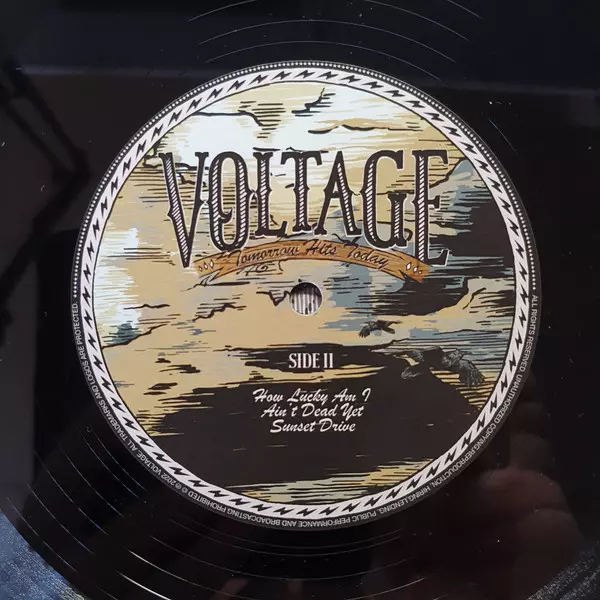 VOLTAGE
Tomorrow Hits Today
SIDE II
How Lucky Am I
Ain't Dead Yet
Sunset Drive
ALL RIGHTS RESERVED. UNAUTHORIZED COPYING, REPRODUCTION, HIRING, LENDING, PUBLIC PERFORMANCE AND BROADCASTING PROHIBITED © 2012 VOLTAGE. ALL TRADEMARKS AND LOGOS ARE PROTECTED.